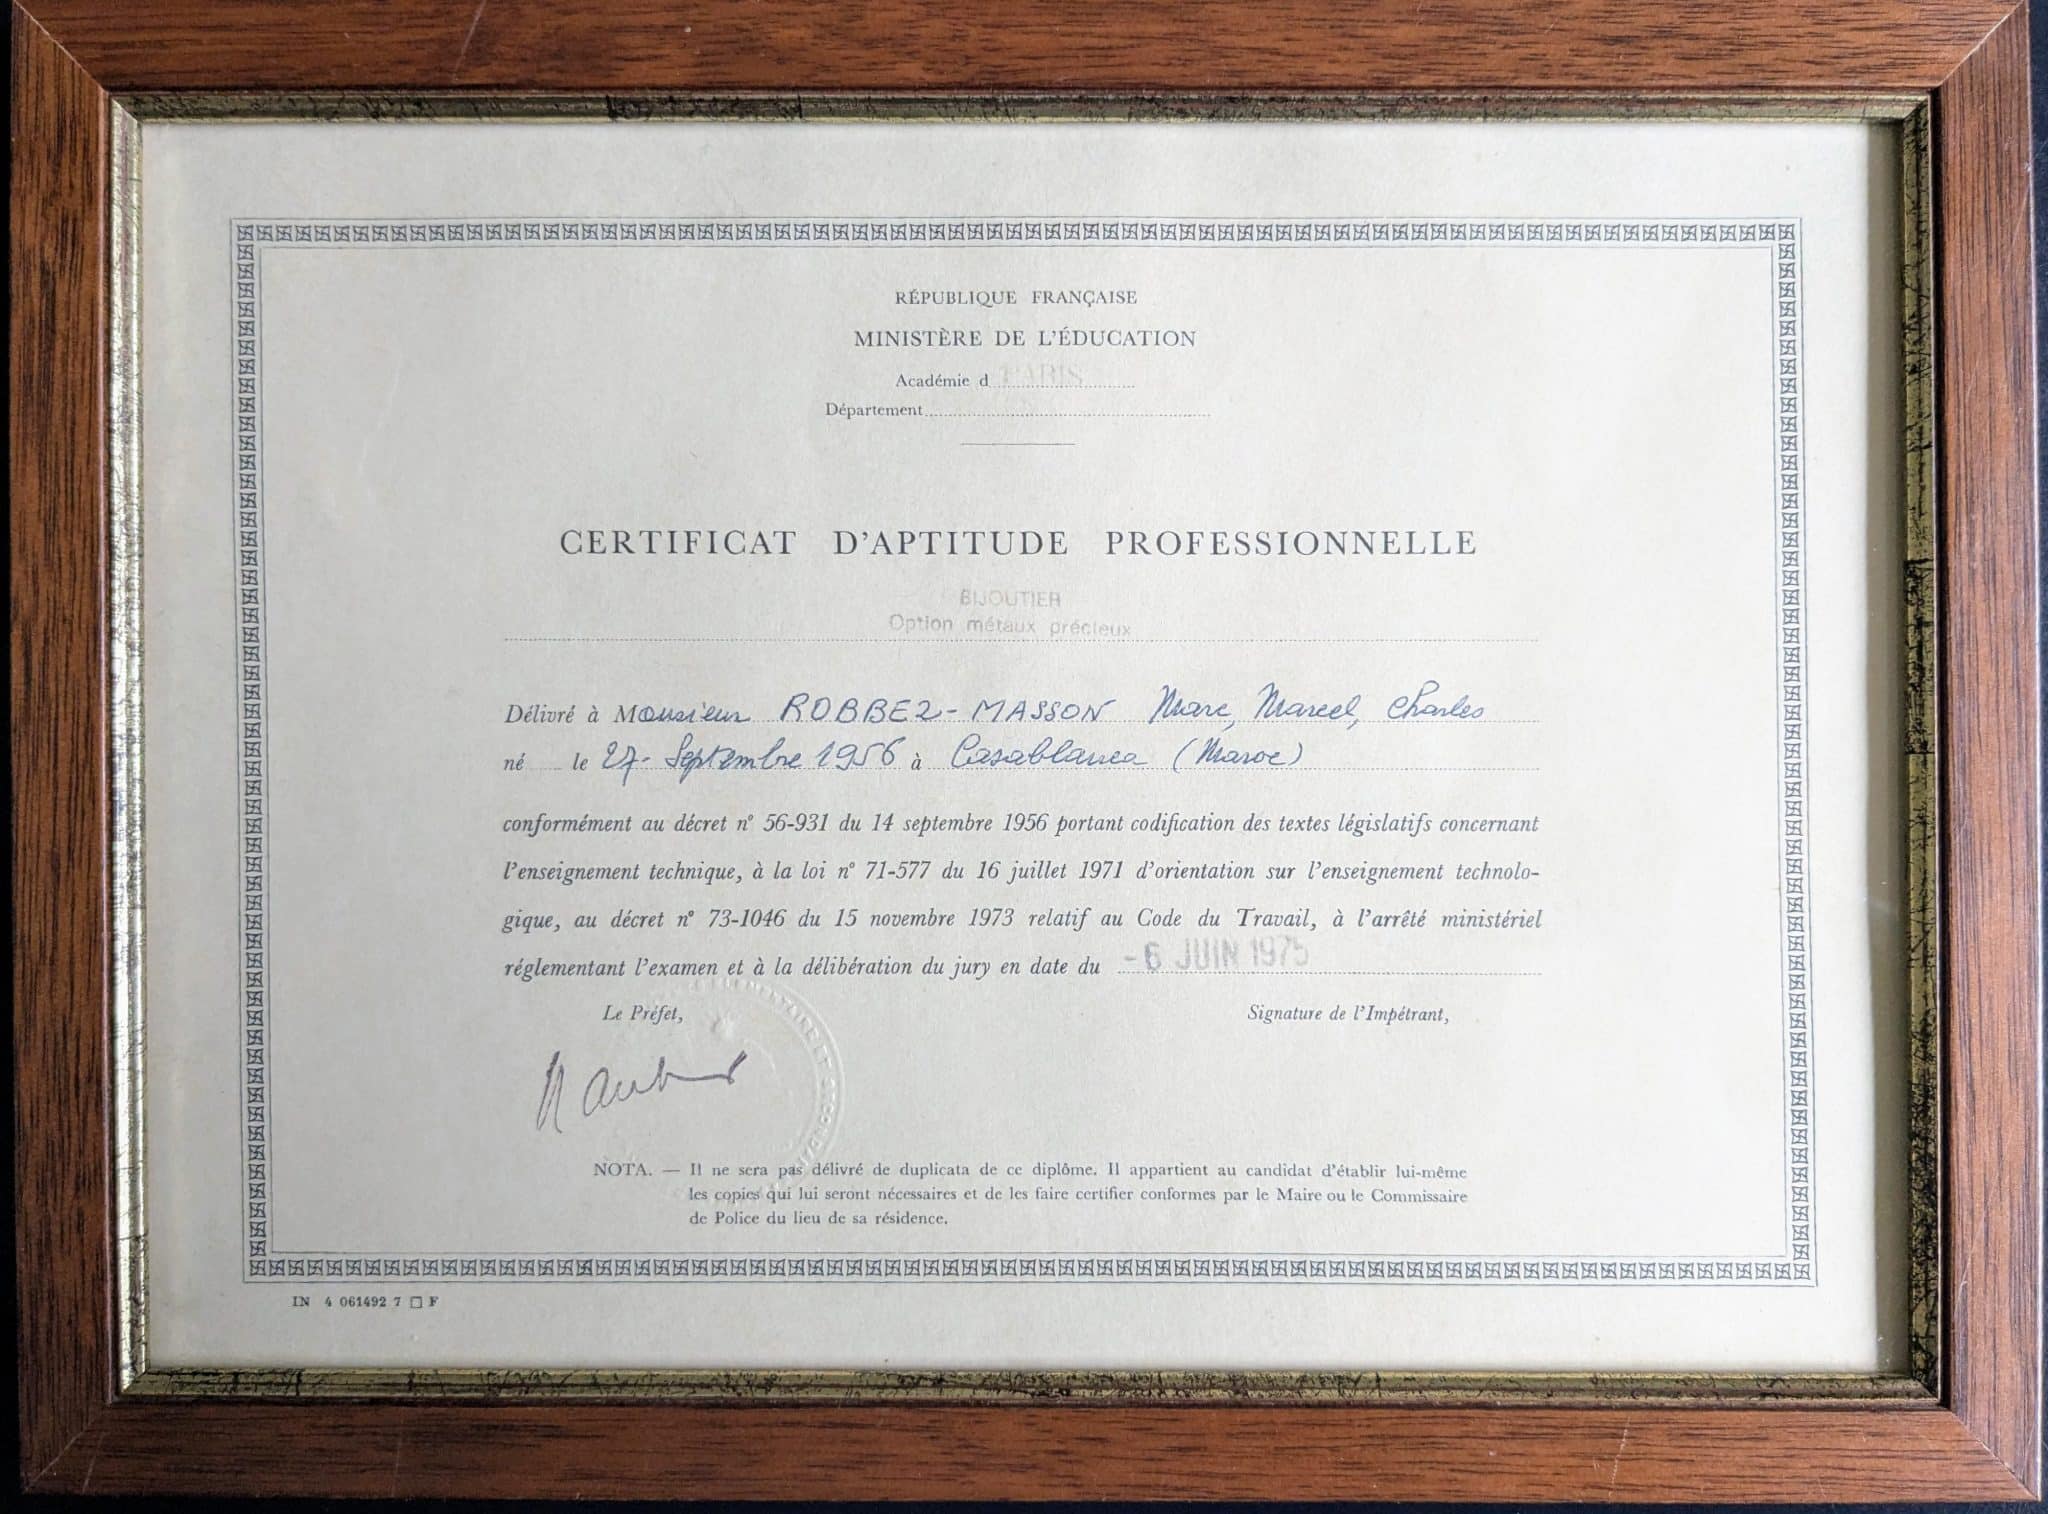 RÉPUBLIQUE FRANÇAISE
MINISTÈRE DE L'ÉDUCATION
Académie d PARIS
Département
CERTIFICAT D'APTITUDE PROFESSIONNELLE
BIJOUTIER
Option métaux précieux
Délivré à Monsieur ROBBEZ-MASSON Marc, Marcel, Charles
né le 27 Septembre 1956 à Casablanca (Maroc)
conformément au décret n° 56-931 du 14 septembre 1956 portant codification des textes législatifs concernant
l'enseignement technique, à la loi n° 71-577 du 16 juillet 1971 d'orientation sur l'enseignement technolo-
gique, au décret n° 73-1046 du 15 novembre 1973 relatif au Code du Travail, à l'arrêté ministériel
réglementant l'examen et à la délibération du jury en date du - 6 JUIN 1975
Le Préfet, Signature de l'Impétrant,
NOTA. — Il ne sera pas délivré de duplicata de ce diplôme. Il appartient au candidat d'établir lui-même
les copies qui lui seront nécessaires et de les faire certifier conformes par le Maire ou le Commissaire
de Police du lieu de sa résidence.
IN 4 061492 7 □ F